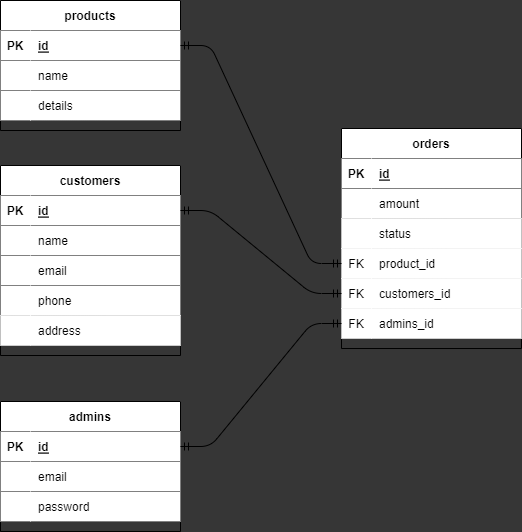 products
PK id
name
details
customers
PK id
name
email
phone
address
admins
PK id
email
password
orders
PK id
amount
status
FK product_id
FK customers_id
FK admins_id